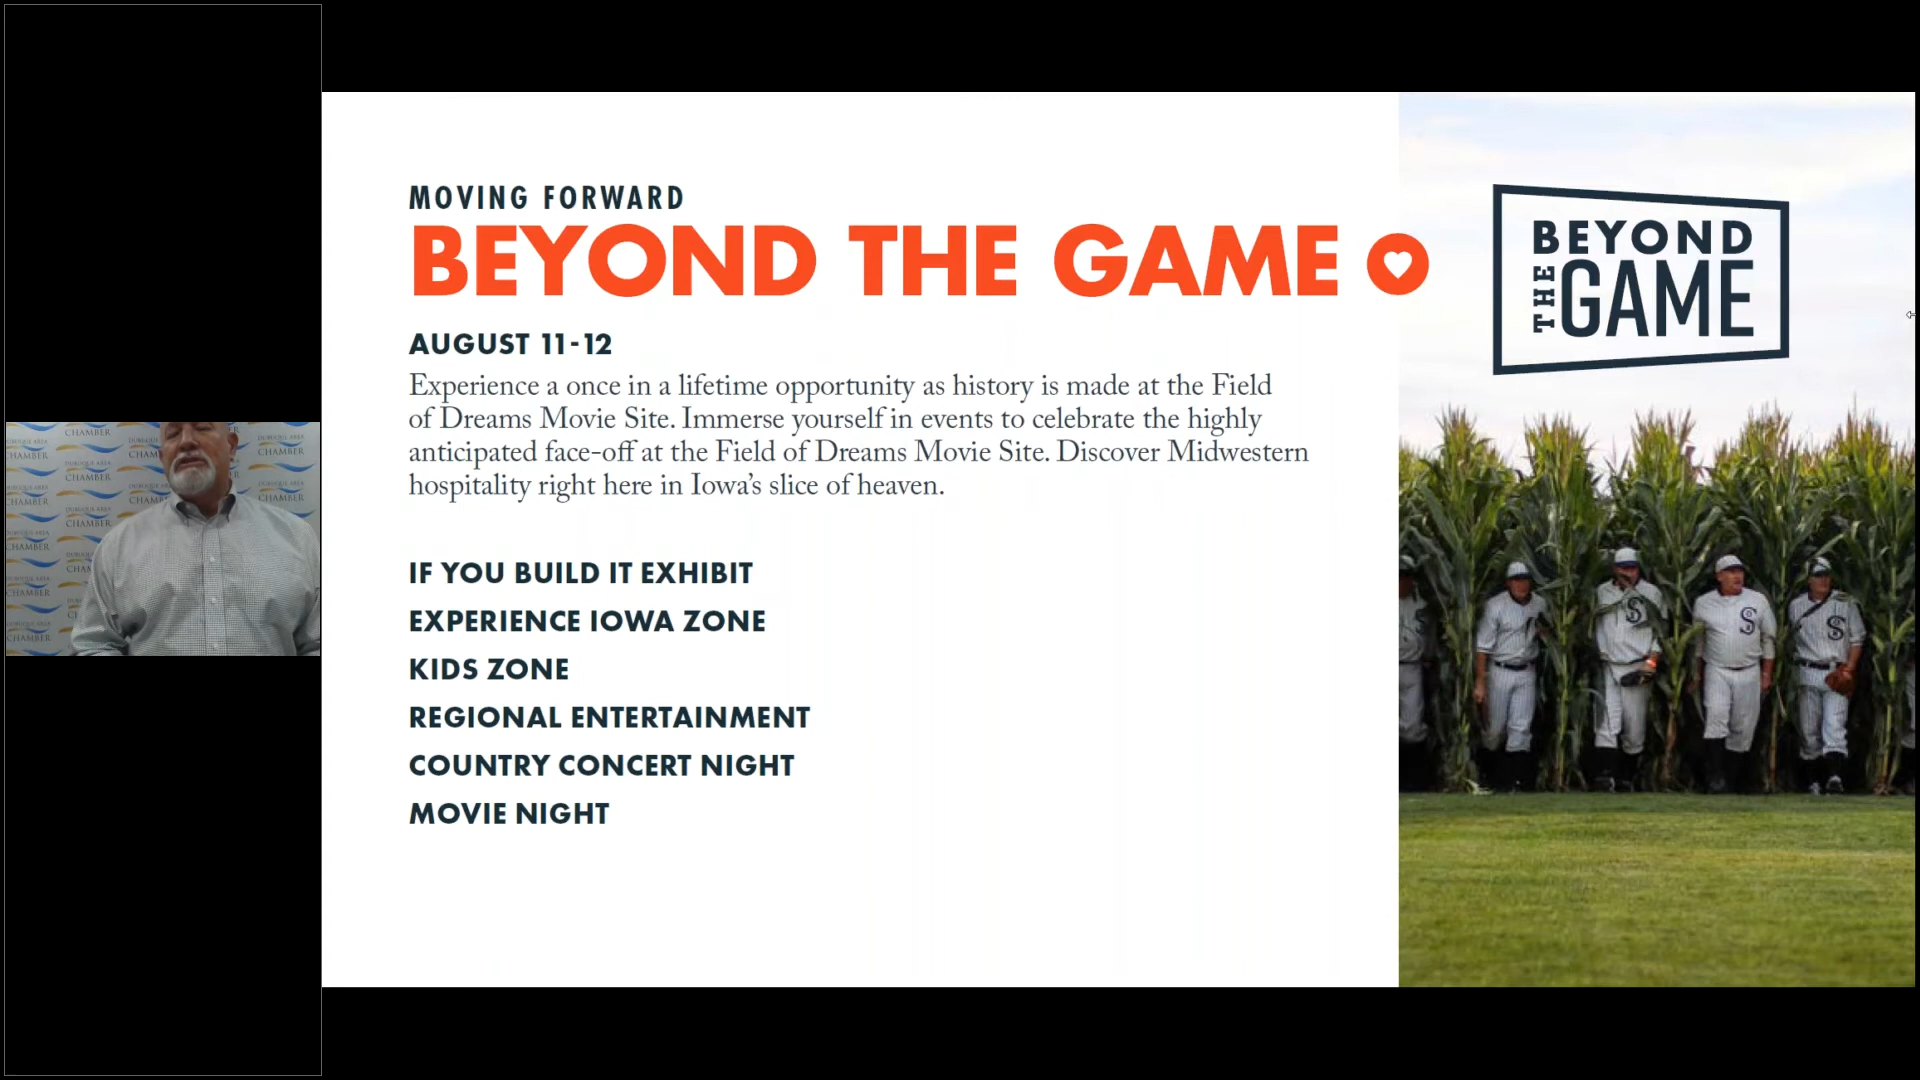 MOVING FORWARD
BEYOND THE GAME
AUGUST 11-12
Experience a once in a lifetime opportunity as history is made at the Field
of Dreams Movie Site. Immerse yourself in events to celebrate the highly
anticipated face-off at the Field of Dreams Movie Site. Discover Midwestern
hospitality right here in Iowa’s slice of heaven.
IF YOU BUILD IT EXHIBIT
EXPERIENCE IOWA ZONE
KIDS ZONE
REGIONAL ENTERTAINMENT
COUNTRY CONCERT NIGHT
MOVIE NIGHT
BEYOND
THE
GAME
DUBUQUE AREA
CHAMBER